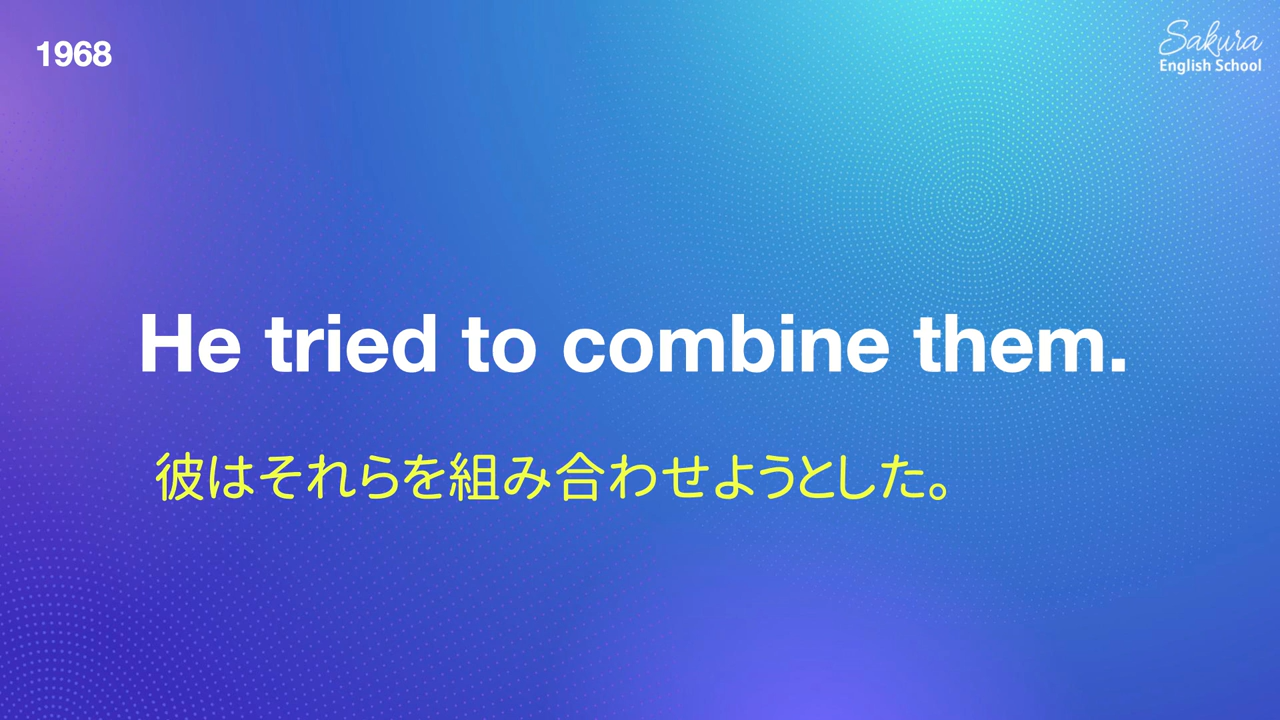 1968
Sakura
English School
He tried to combine them.
彼はそれらを組み合わせようとした。